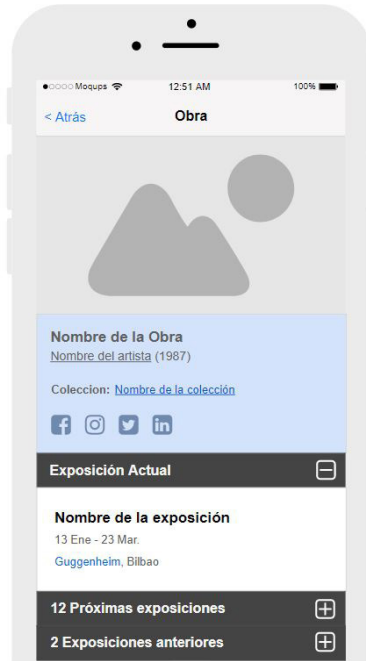 Moqups 12:51 AM 100%
< Atrás Obra
Nombre de la Obra
Nombre del artista (1987)
Coleccion: Nombre de la colección
Exposición Actual
Nombre de la exposición
13 Ene - 23 Mar.
Guggenheim, Bilbao
12 Próximas exposiciones
2 Exposiciones anteriores